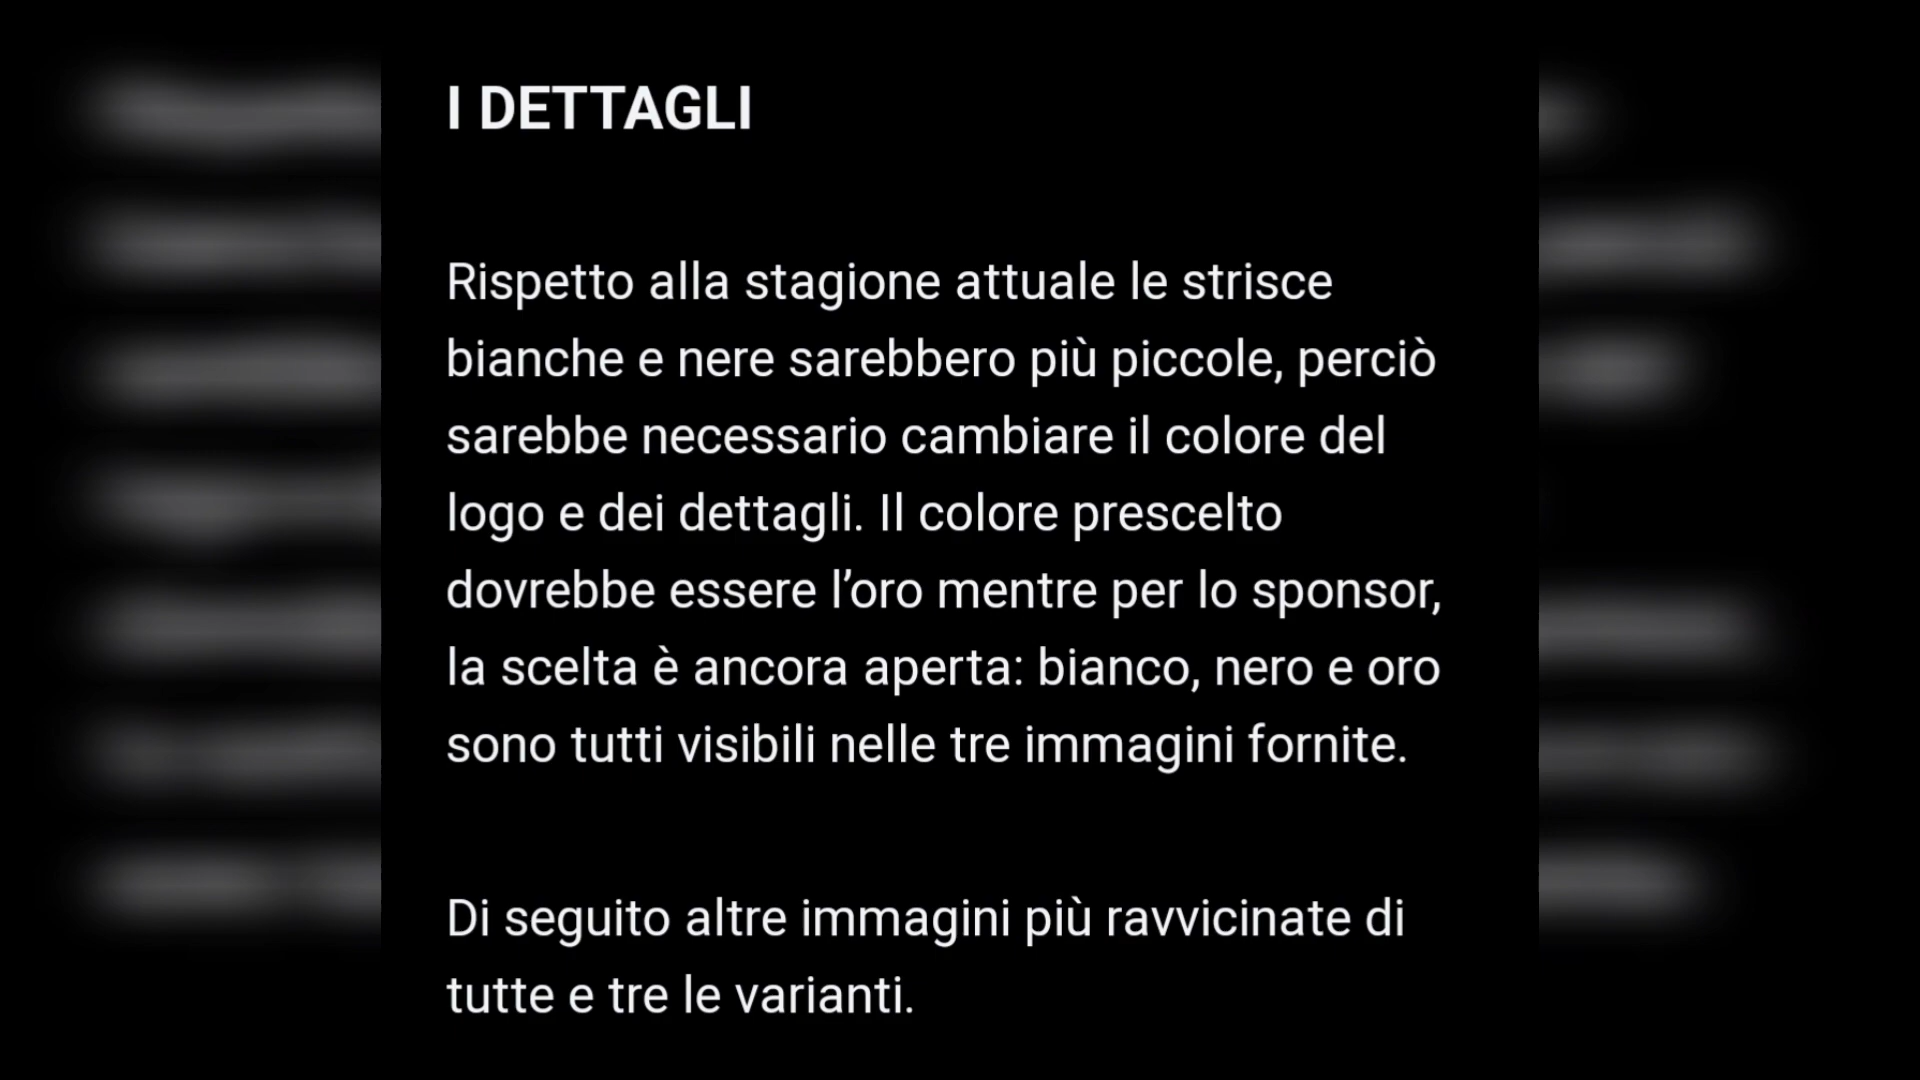 I DETTAGLI
Rispetto alla stagione attuale le strisce
bianche e nere sarebbero più piccole, perciò
sarebbe necessario cambiare il colore del
logo e dei dettagli. Il colore prescelto
dovrebbe essere l’oro mentre per lo sponsor,
la scelta è ancora aperta: bianco, nero e oro
sono tutti visibili nelle tre immagini fornite.
Di seguito altre immagini più ravvicinate di
tutte e tre le varianti.